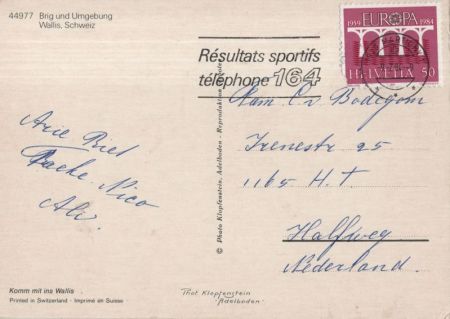 44977 Brig und Umgebung
Wallis, Schweiz
Résultats sportifs
téléphone 164
1959 EUROPA 1984
HELVETIA 50
Fam. C. v. Bodegom
Irenestr 25
1165 H.T.
Halfweg
Nederland.
Arie Riet
Nico
Ali.
© Photo Klopfenstein, Adelboden - Reproduktion
Komm mit ins Wallis
Printed in Switzerland - Imprimé en Suisse
Phot. Klopfenstein
Adelboden